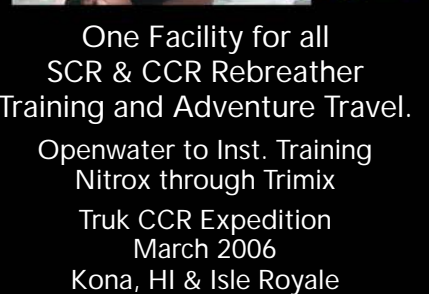 One Facility for all
SCR & CCR Rebreather
Training and Adventure Travel.
Openwater to Inst. Training
Nitrox through Trimix
Truk CCR Expedition
March 2006
Kona, HI & Isle Royale